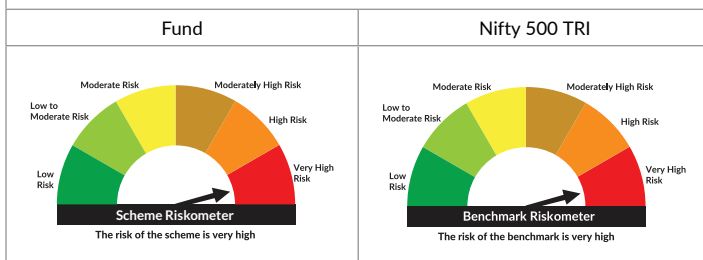 Fund
Nifty 500 TRI
Moderate Risk
Moderately High Risk
Low to
Moderate Risk
High Risk
Low
Risk
Very High
Risk
Scheme Riskometer
The risk of the scheme is very high
Moderate Risk
Moderately High Risk
Low to
Moderate Risk
High Risk
Low
Risk
Very High
Risk
Benchmark Riskometer
The risk of the benchmark is very high